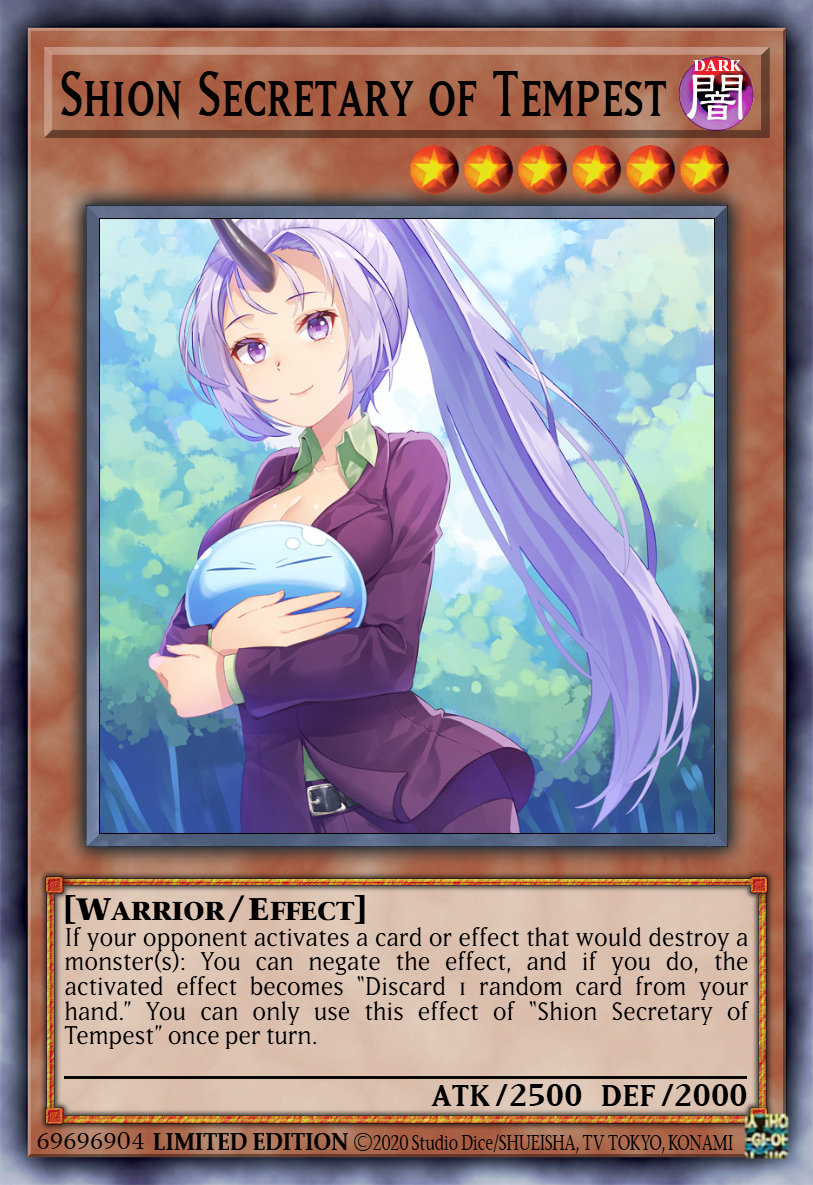 SHION SECRETARY OF TEMPEST
DARK
闇
[WARRIOR/EFFECT]
If your opponent activates a card or effect that would destroy a
monster(s): You can negate the effect, and if you do, the
activated effect becomes "Discard 1 random card from your
hand." You can only use this effect of "Shion Secretary of
Tempest" once per turn.
ATK/2500 DEF/2000
69696904 LIMITED EDITION ©2020 Studio Dice/SHUEISHA, TV TOKYO, KONAMI